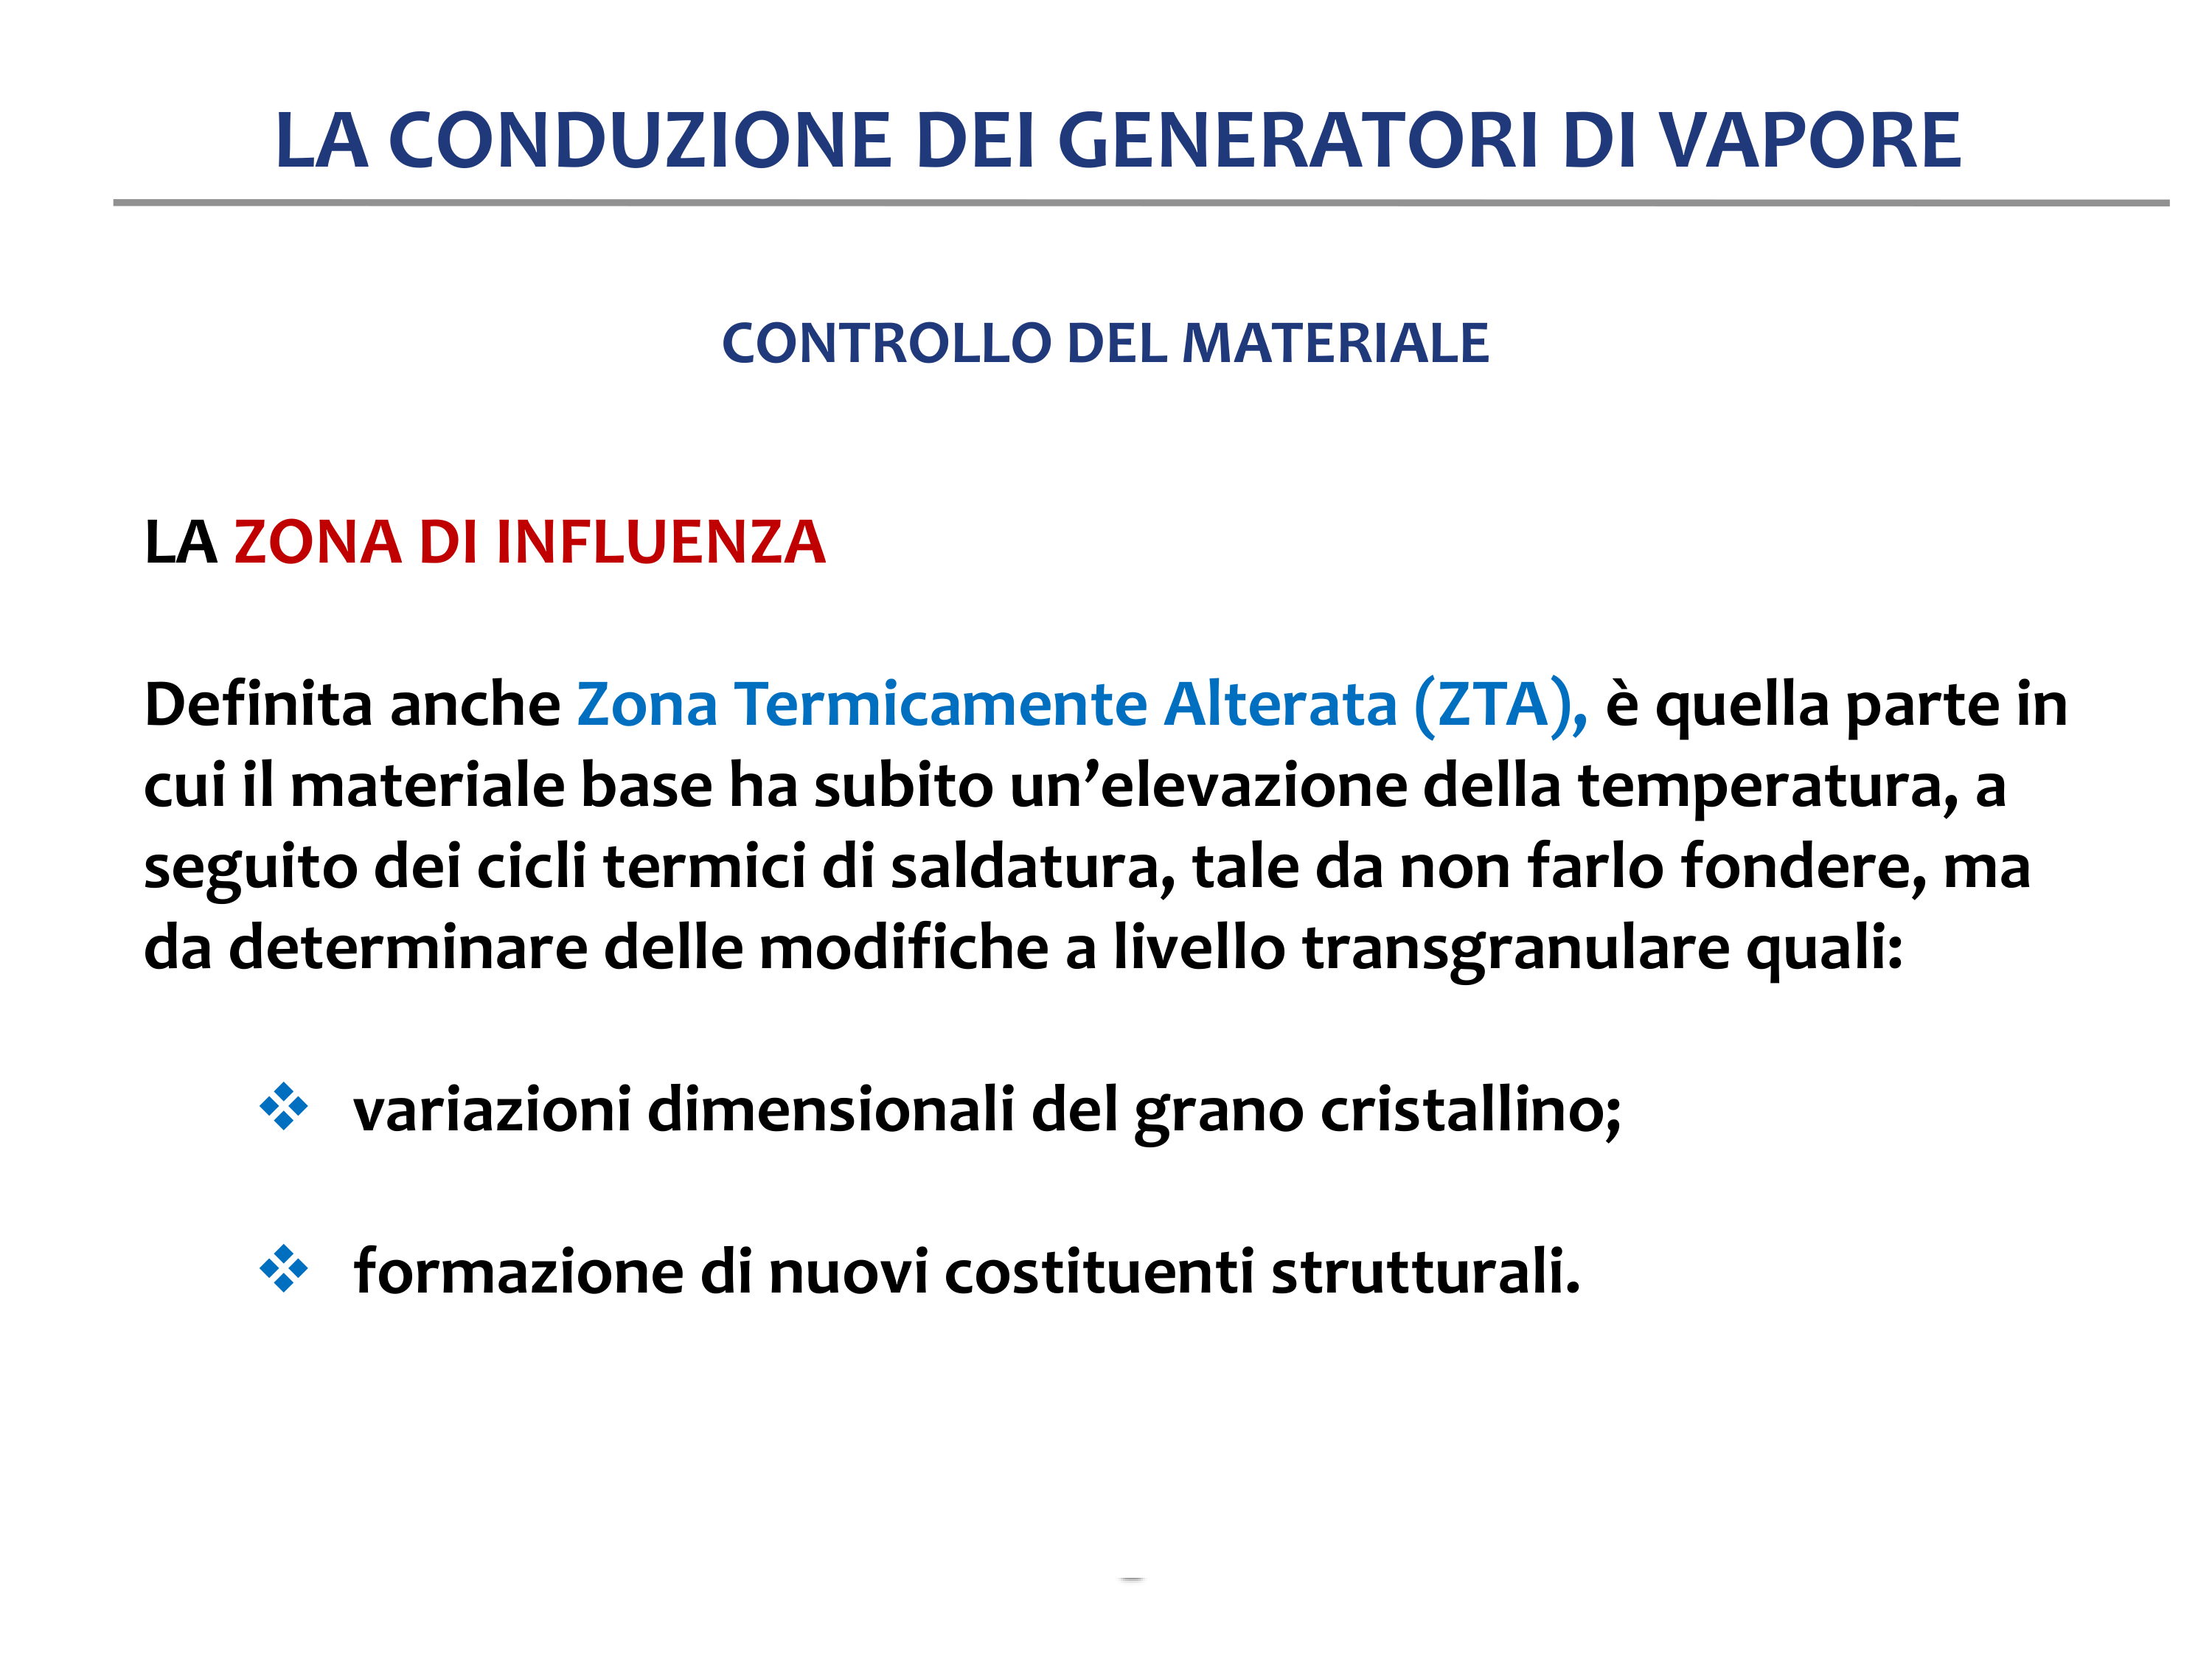 LA CONDUZIONE DEI GENERATORI DI VAPORE
CONTROLLO DEL MATERIALE
LA ZONA DI INFLUENZA
Definita anche Zona Termicamente Alterata (ZTA), è quella parte in
cui il materiale base ha subito un’elevazione della temperatura, a
seguito dei cicli termici di saldatura, tale da non farlo fondere, ma
da determinare delle modifiche a livello transgranulare quali:
❖ variazioni dimensionali del grano cristallino;
❖ formazione di nuovi costituenti strutturali.